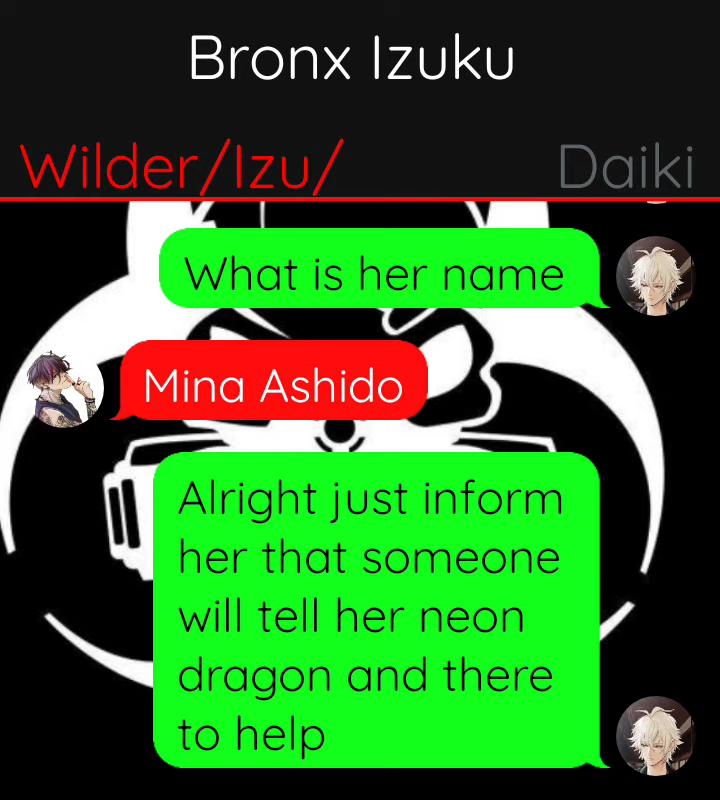 Bronx Izuku
Wilder/Izu/
Daiki
What is her name
Mina Ashido
Alright just inform
her that someone
will tell her neon
dragon and there
to help